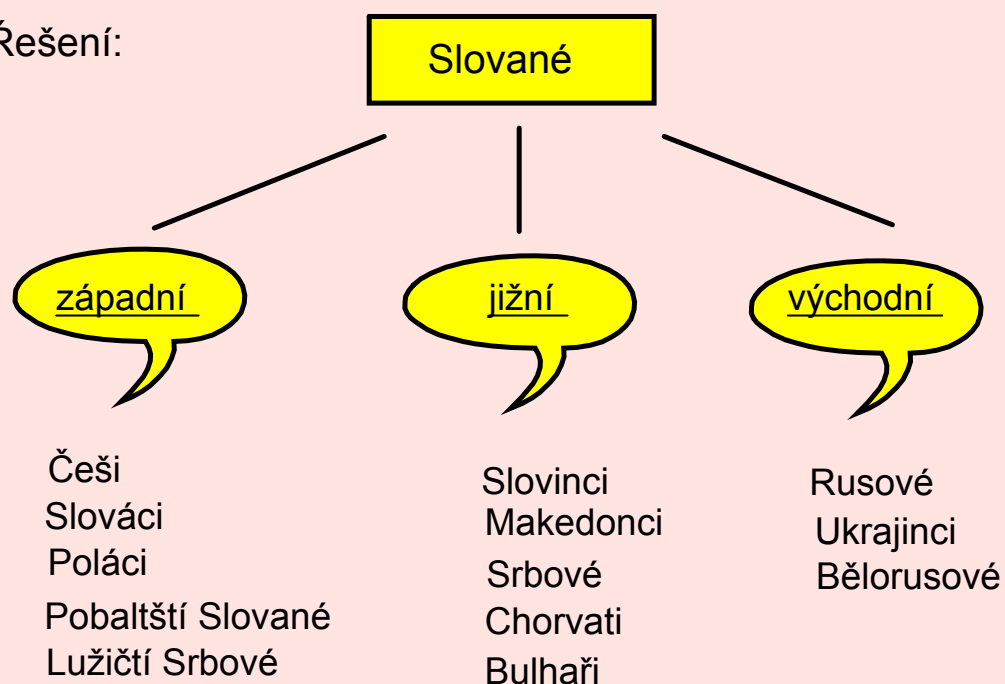 Řešení:
Slované
západní
jižní
východní
Češi
Slováci
Poláci
Pobaltští Slované
Lužičtí Srbové
Slovinci
Makedonci
Srbové
Chorvati
Bulhaři
Rusové
Ukrajinci
Bělorusové